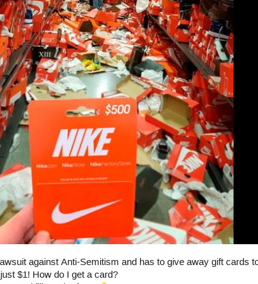 XIII
$500
NIKE
awsuit against Anti-Semitism and has to give away gift cards to
just $1! How do I get a card?